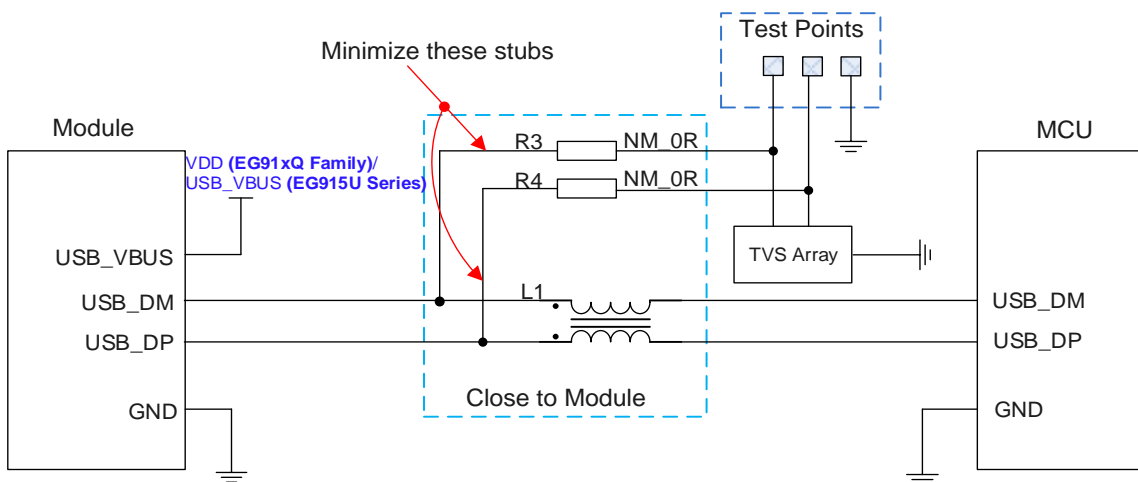 Test Points
Minimize these stubs
Module
MCU
R3
NM_0R
VDD (EG91xQ Family)/
USB_VBUS (EG915U Series)
R4
NM_0R
TVS Array
USB_VBUS
L1
USB_DM
USB_DM
USB_DP
USB_DP
Close to Module
GND
GND